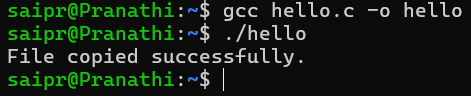 saipr@Pranathi:~$ gcc hello.c -o hello
saipr@Pranathi:~$ ./hello
File copied successfully.
saipr@Pranathi:~$